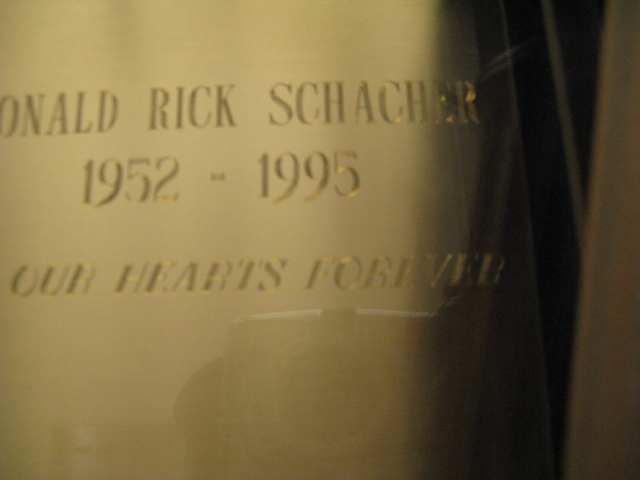 ONALD RICK SCHACHER
1952 - 1995
OUR HEARTS FOREVER